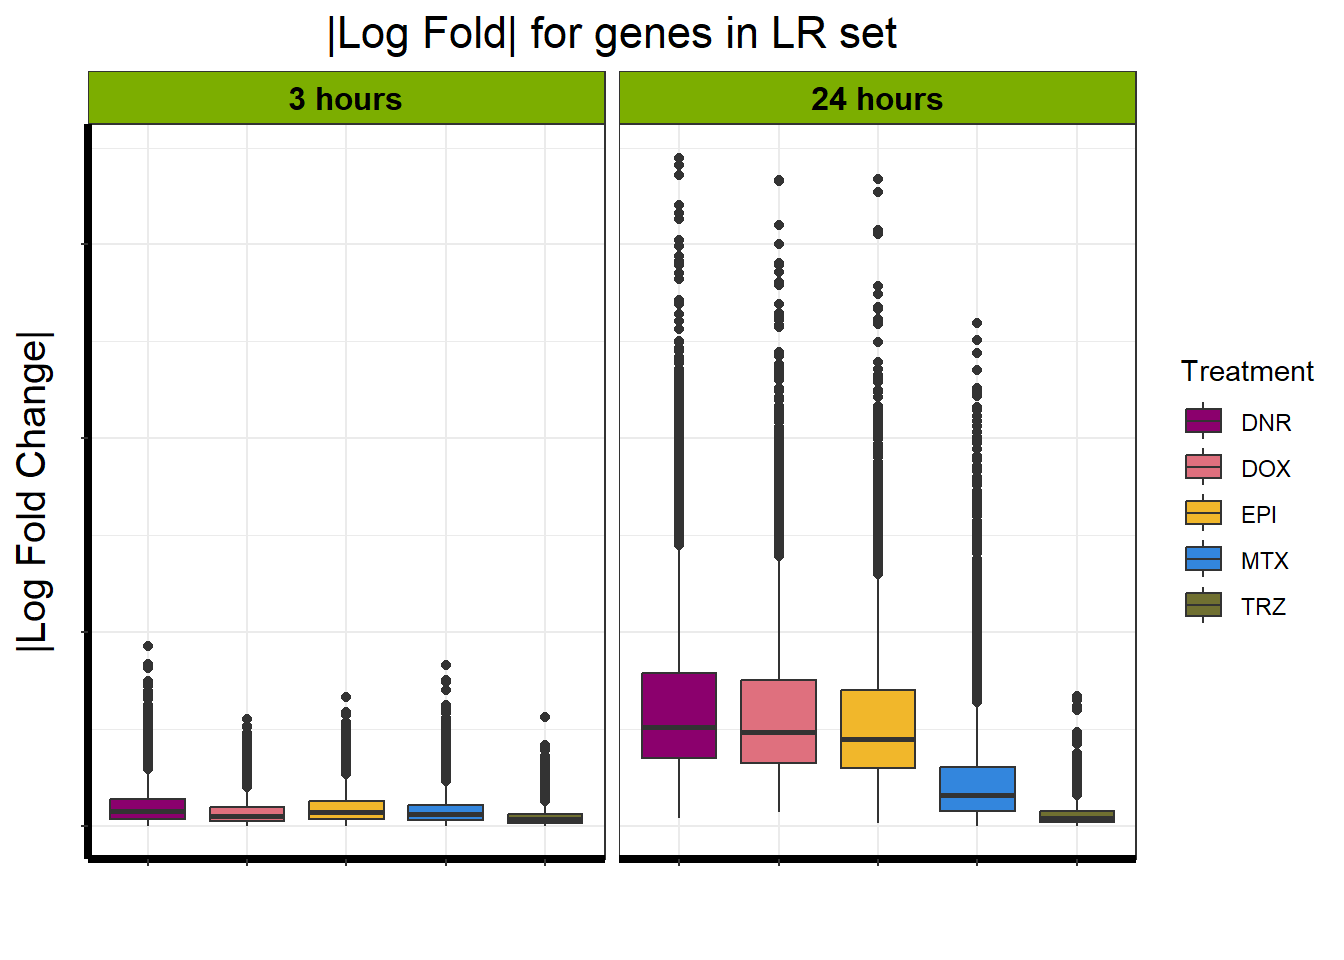 |Log Fold| for genes in LR set
3 hours
24 hours
|Log Fold Change|
Treatment
DNR
DOX
EPI
MTX
TRZ